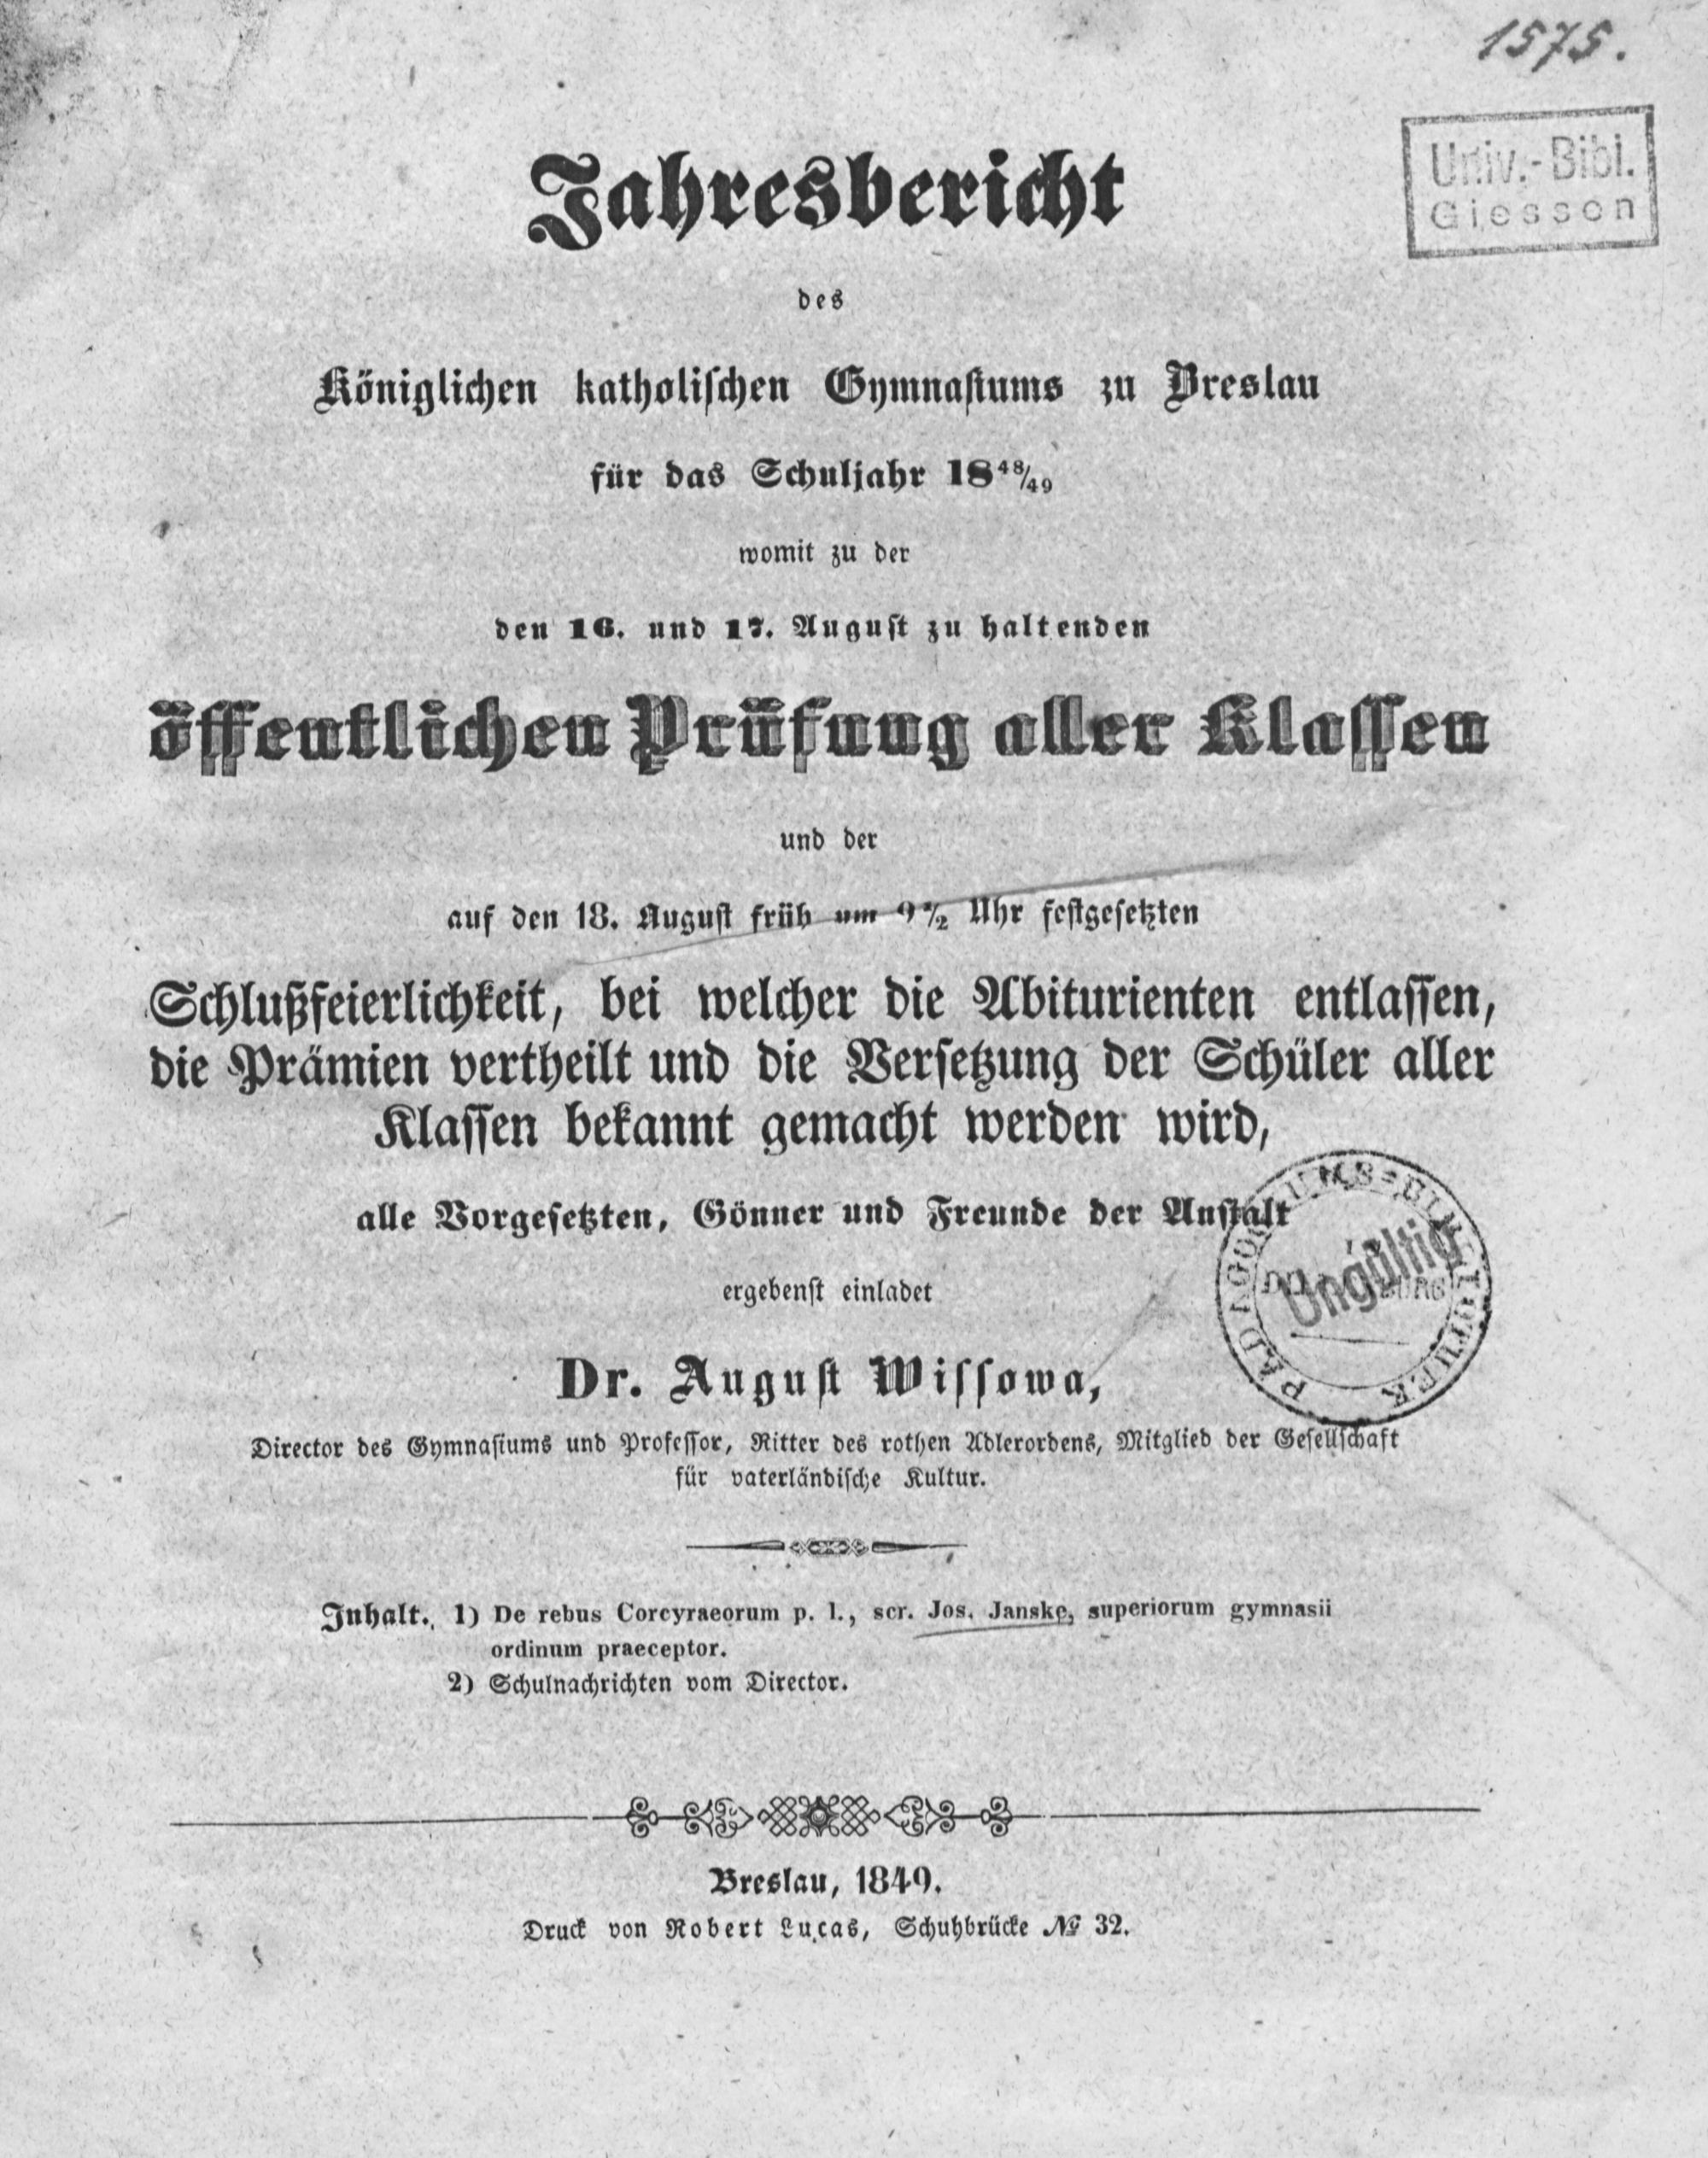 1575.
Univ.-Bibl.
Giessen
Jahresbericht
des
Königlichen katholischen Gymnasiums zu Breslau
für das Schuljahr 18⁴⁸/₄₉
womit zu der
den 16. und 17. August zu haltenden
öffentlichen Prüfung aller Klassen
und der
auf den 18. August früh um 9 ½ Uhr festgesetzten
Schlußfeierlichkeit, bei welcher die Abiturienten entlassen,
die Prämien vertheilt und die Versetzung der Schüler aller
Klassen bekannt gemacht werden wird,
alle Vorgesetzten, Gönner und Freunde der Anstalt
Ungültig
ergebenst einladet
Dr. August Wissowa,
Director des Gymnasiums und Professor, Ritter des rothen Adlerordens, Mitglied der Gesellschaft
für vaterländische Kultur.
Inhalt. 1) De rebus Corcyraeorum p. I., scr. Jos. Janske, superiorum gymnasii
ordinum praeceptor.
2) Schulnachrichten vom Director.
Breslau, 1849.
Druck von Robert Lucas, Schuhbrücke № 32.